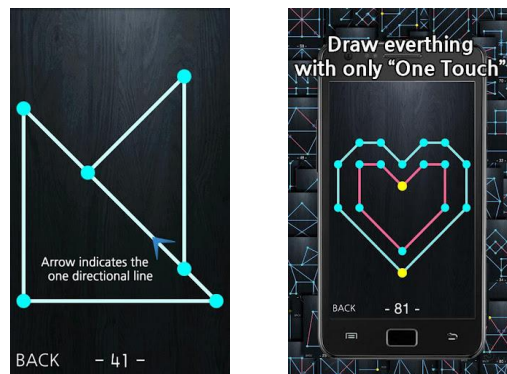 Arrow indicates the
one directional line
BACK - 41 -
Draw everthing
with only “One Touch”
BACK - 81 -